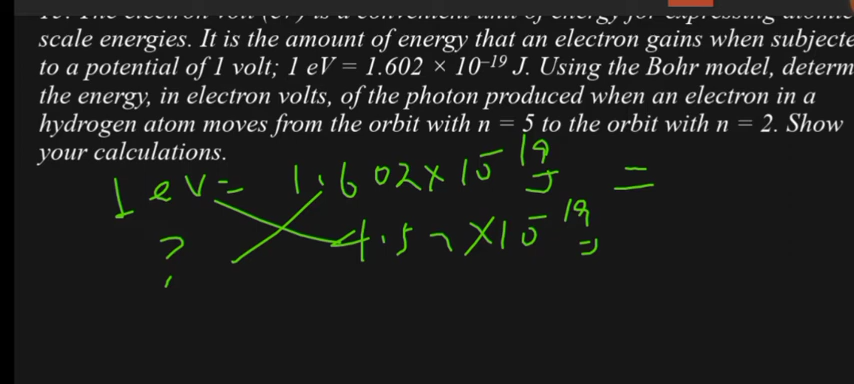 scale energies. It is the amount of energy that an electron gains when subjecte
to a potential of 1 volt; 1 eV = 1.602 × 10⁻¹⁹ J. Using the Bohr model, determ
the energy, in electron volts, of the photon produced when an electron in a
hydrogen atom moves from the orbit with n = 5 to the orbit with n = 2. Show
your calculations.
1 eV = 1.602 × 10⁻¹⁹ J =
? 4.57 × 10⁻¹⁹ J